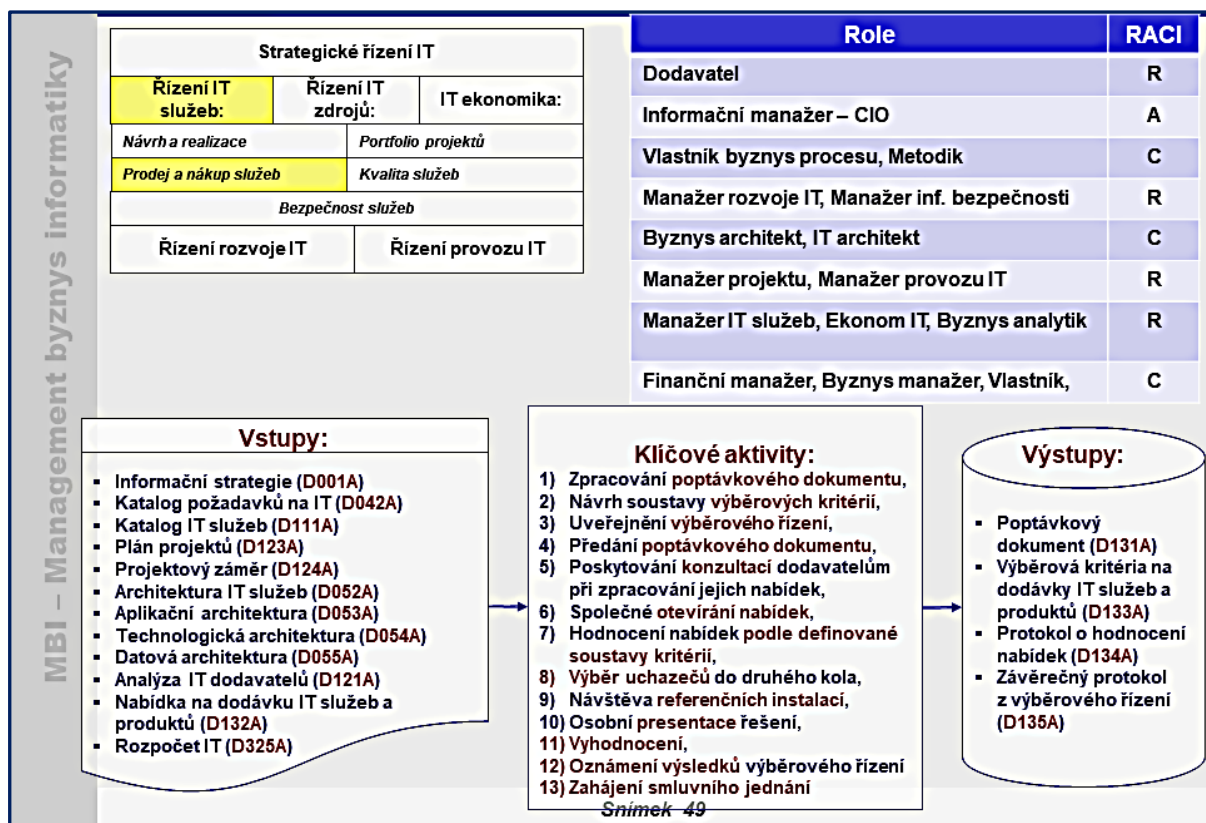 MBI – Management byznys informatiky
Strategické řízení IT
Řízení IT
služeb:
Řízení IT
zdrojů:
IT ekonomika:
Návrh a realizace
Portfolio projektů
Prodej a nákup služeb
Kvalita služeb
Bezpečnost služeb
Řízení rozvoje IT
Řízení provozu IT
Role RACI
Dodavatel R
Informační manažer – CIO A
Vlastník byznys procesu, Metodik C
Manažer rozvoje IT, Manažer inf. bezpečnosti R
Byznys architekt, IT architekt C
Manažer projektu, Manažer provozu IT R
Manažer IT služeb, Ekonom IT, Byznys analytik R
Finanční manažer, Byznys manažer, Vlastník, C
Vstupy:
▪ Informační strategie (D001A)
▪ Katalog požadavků na IT (D042A)
▪ Katalog IT služeb (D111A)
▪ Plán projektů (D123A)
▪ Projektový záměr (D124A)
▪ Architektura IT služeb (D052A)
▪ Aplikační architektura (D053A)
▪ Technologická architektura (D054A)
▪ Datová architektura (D055A)
▪ Analýza IT dodavatelů (D121A)
▪ Nabídka na dodávku IT služeb a
produktů (D132A)
▪ Rozpočet IT (D325A)
Klíčové aktivity:
1) Zpracování poptávkového dokumentu,
2) Návrh soustavy výběrových kritérií,
3) Uveřejnění výběrového řízení,
4) Předání poptávkového dokumentu,
5) Poskytování konzultací dodavatelům
při zpracování jejich nabídek,
6) Společné otevírání nabídek,
7) Hodnocení nabídek podle definované
soustavy kritérií,
8) Výběr uchazečů do druhého kola,
9) Návštěva referenčních instalací,
10) Osobní presentace řešení,
11) Vyhodnocení,
12) Oznámení výsledků výběrového řízení
13) Zahájení smluvního jednání
Výstupy:
▪ Poptávkový
dokument (D131A)
▪ Výběrová kritéria na
dodávky IT služeb a
produktů (D133A)
▪ Protokol o hodnocení
nabídek (D134A)
▪ Závěrečný protokol
z výběrového řízení
(D135A)
Snímek 49